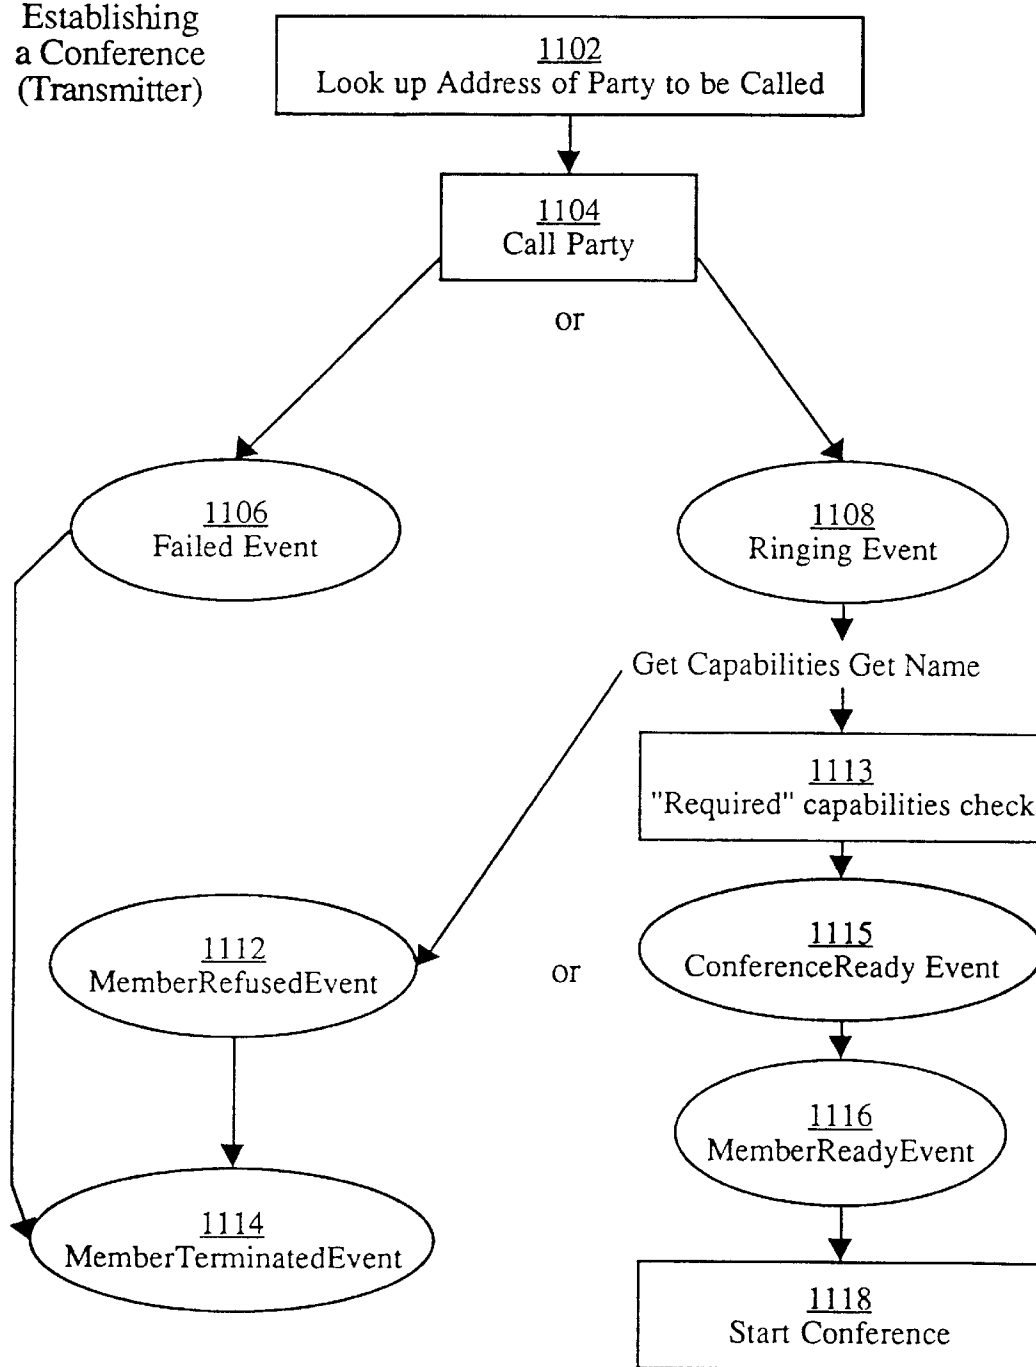 Establishing
a Conference
(Transmitter)
1102
Look up Address of Party to be Called
1104
Call Party
or
1106
Failed Event
1108
Ringing Event
Get Capabilities Get Name
1113
"Required" capabilities check
1112
MemberRefusedEvent
or
1115
ConferenceReady Event
1116
MemberReadyEvent
1114
MemberTerminatedEvent
1118
Start Conference